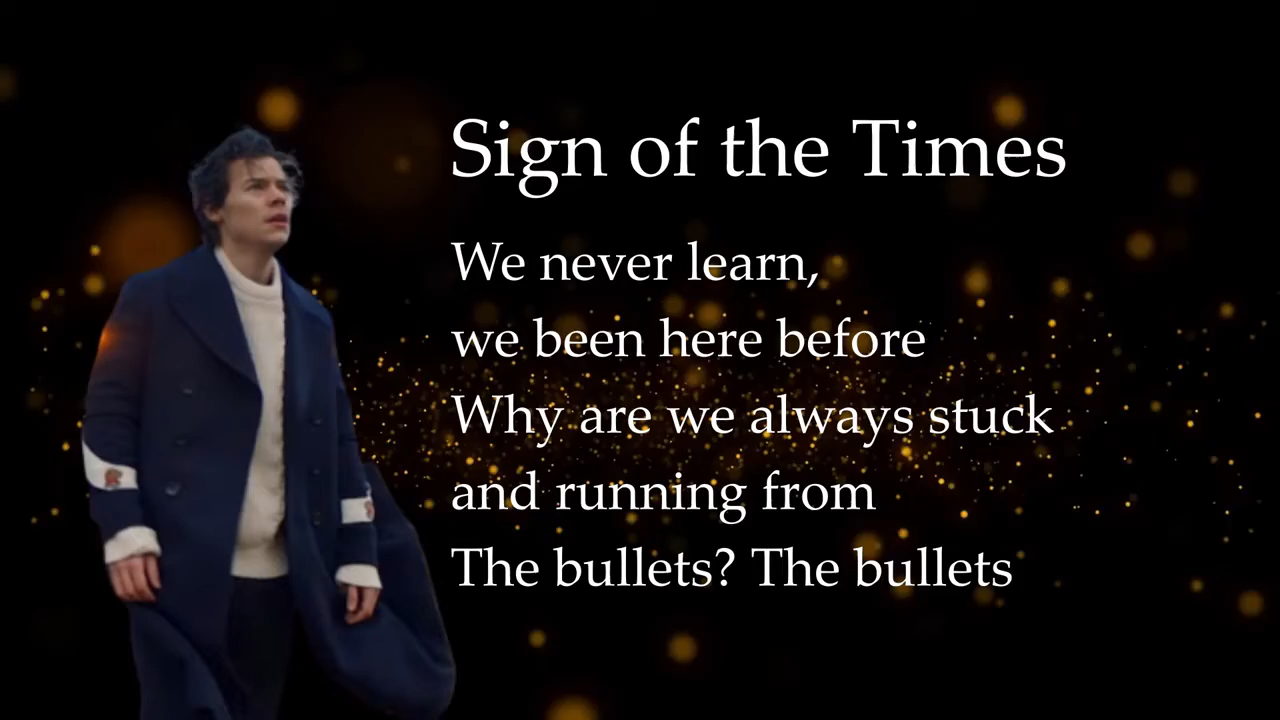 Sign of the Times
We never learn,
we been here before
Why are we always stuck
and running from
The bullets? The bullets